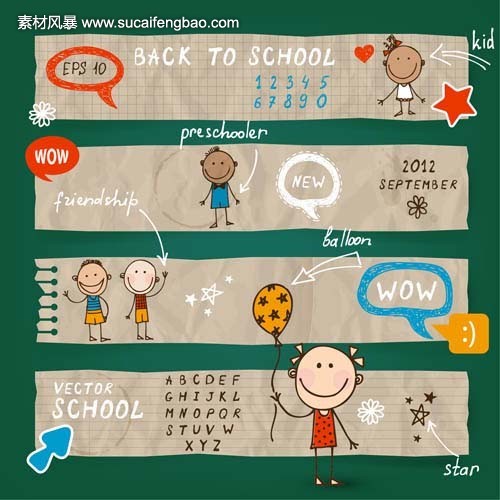 素材风暴 www.sucaifengbao.com
kid
EPS 10
BACK TO SCHOOL
1 2 3 4 5
6 7 8 9 0
preschooler
WOW
NEW
2012
SEPTEMBER
friendship
balloon
WOW
:)
VECTOR
SCHOOL
A B C D E F
G H I J K L
M N O P Q R
S T U V W
X Y Z
star